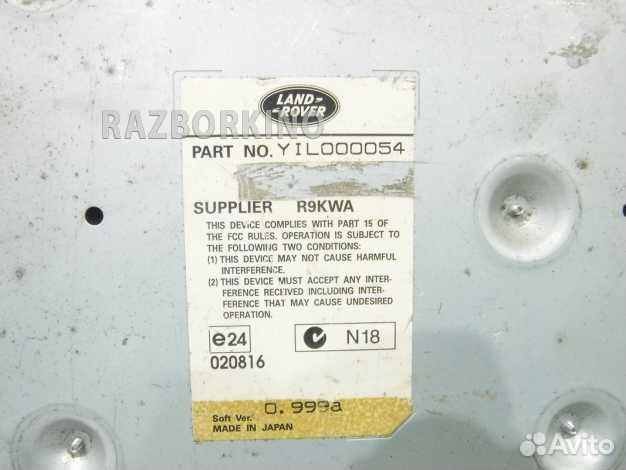 LAND-
ROVER
RAZBORKINO
PART NO. YIL000054
SUPPLIER R9KWA
THIS DEVICE COMPLIES WITH PART 15 OF
THE FCC RULES. OPERATION IS SUBJECT TO
THE FOLLOWING TWO CONDITIONS:
(1) THIS DEVICE MAY NOT CAUSE HARMFUL
INTERFERENCE.
(2) THIS DEVICE MUST ACCEPT ANY INTER-
FERENCE RECEIVED INCLUDING INTER-
FERENCE THAT MAY CAUSE UNDESIRED
OPERATION.
e24
N18
020816
Soft Ver. 0.999a
MADE IN JAPAN
Avito